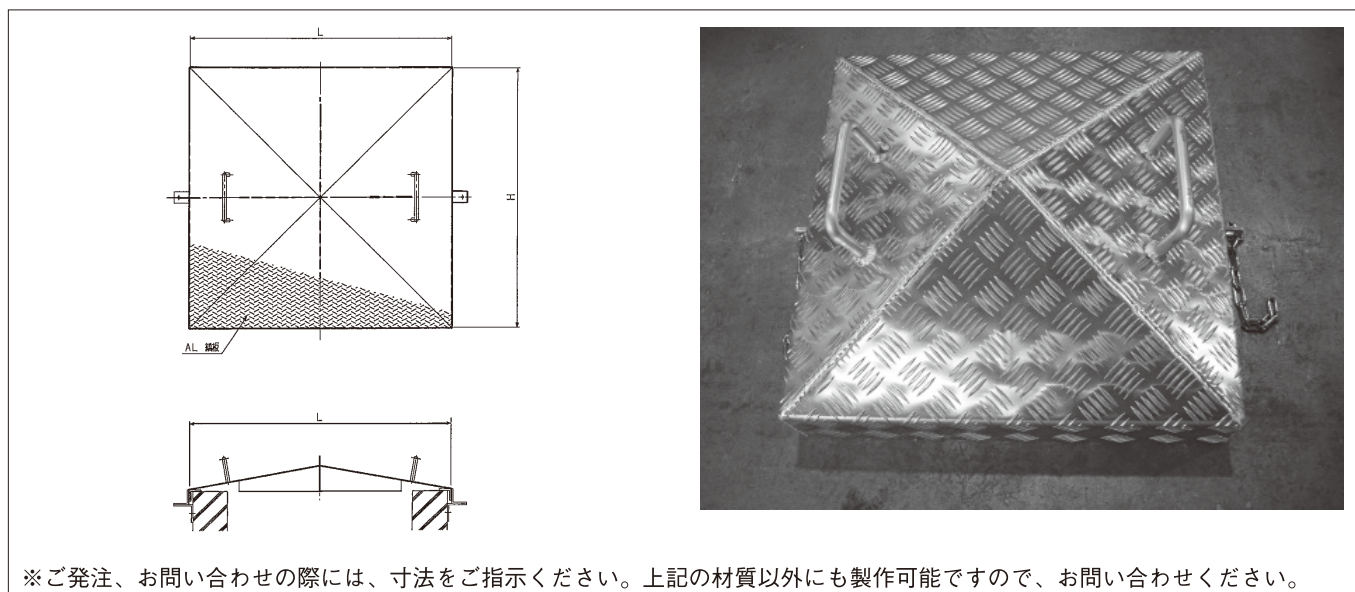 L
H
AL 縞板
L
※ご発注、お問い合わせの際には、寸法をご指示ください。上記の材質以外にも製作可能ですので、お問い合わせください。